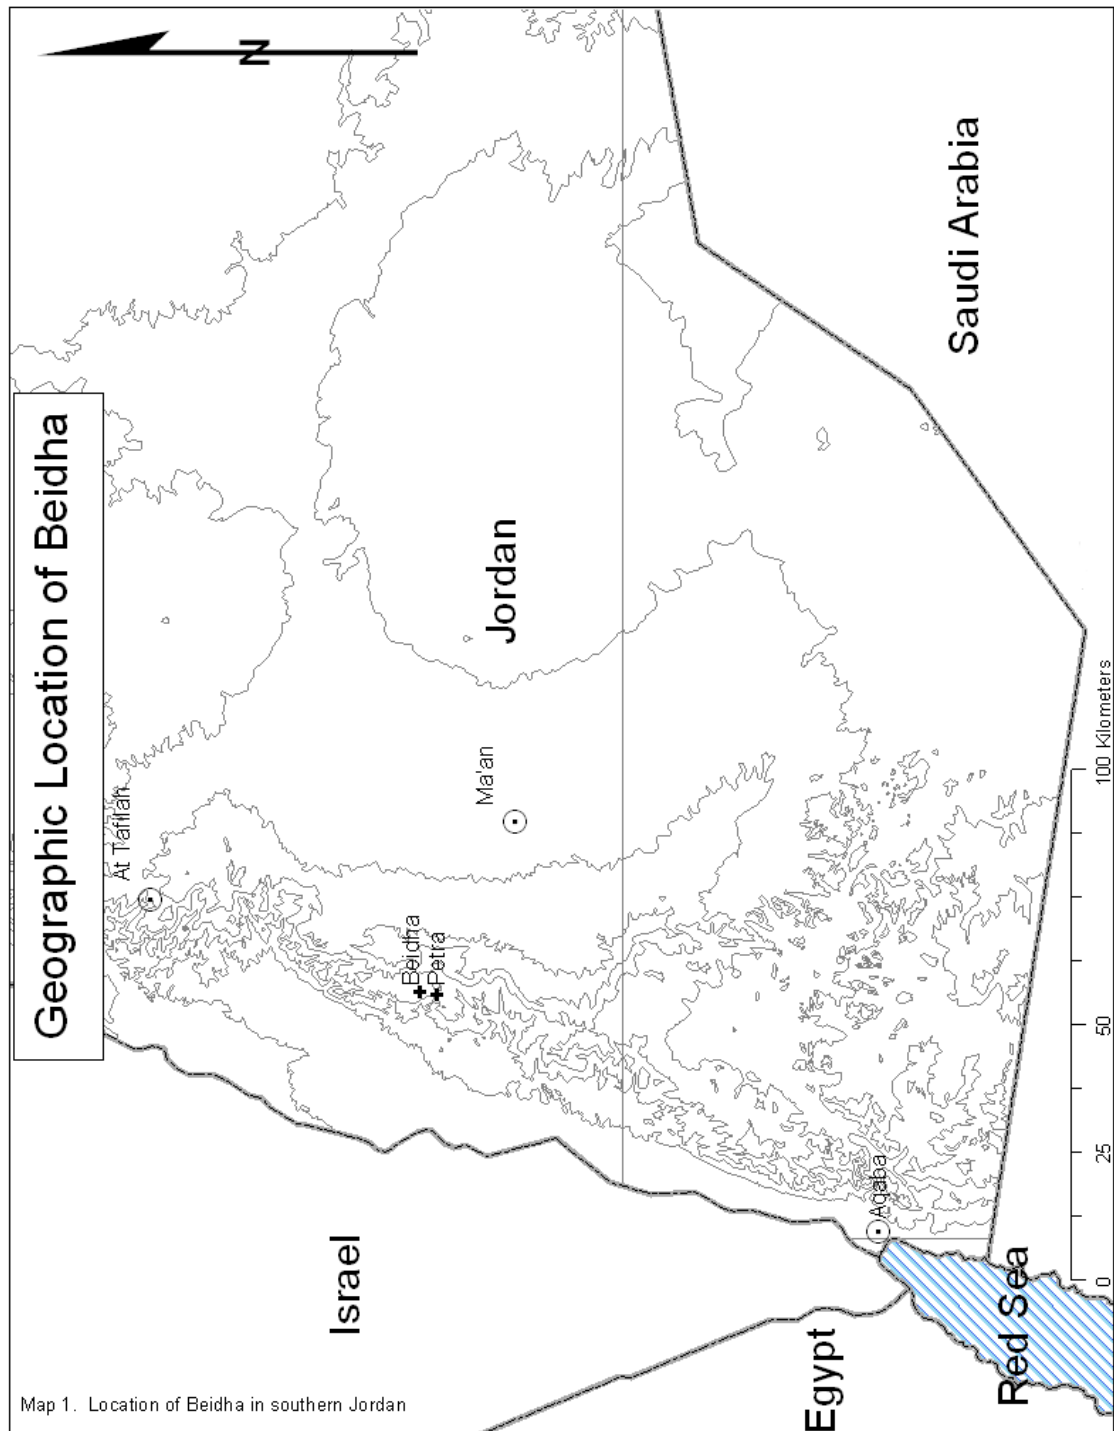 Geographic Location of Beidha
N
At Tafilah
Ma'an
Beidha
Petra
Jordan
Saudi Arabia
Israel
Aqaba
Egypt
Red Sea
0 25 50 100 Kilometers
Map 1. Location of Beidha in southern Jordan